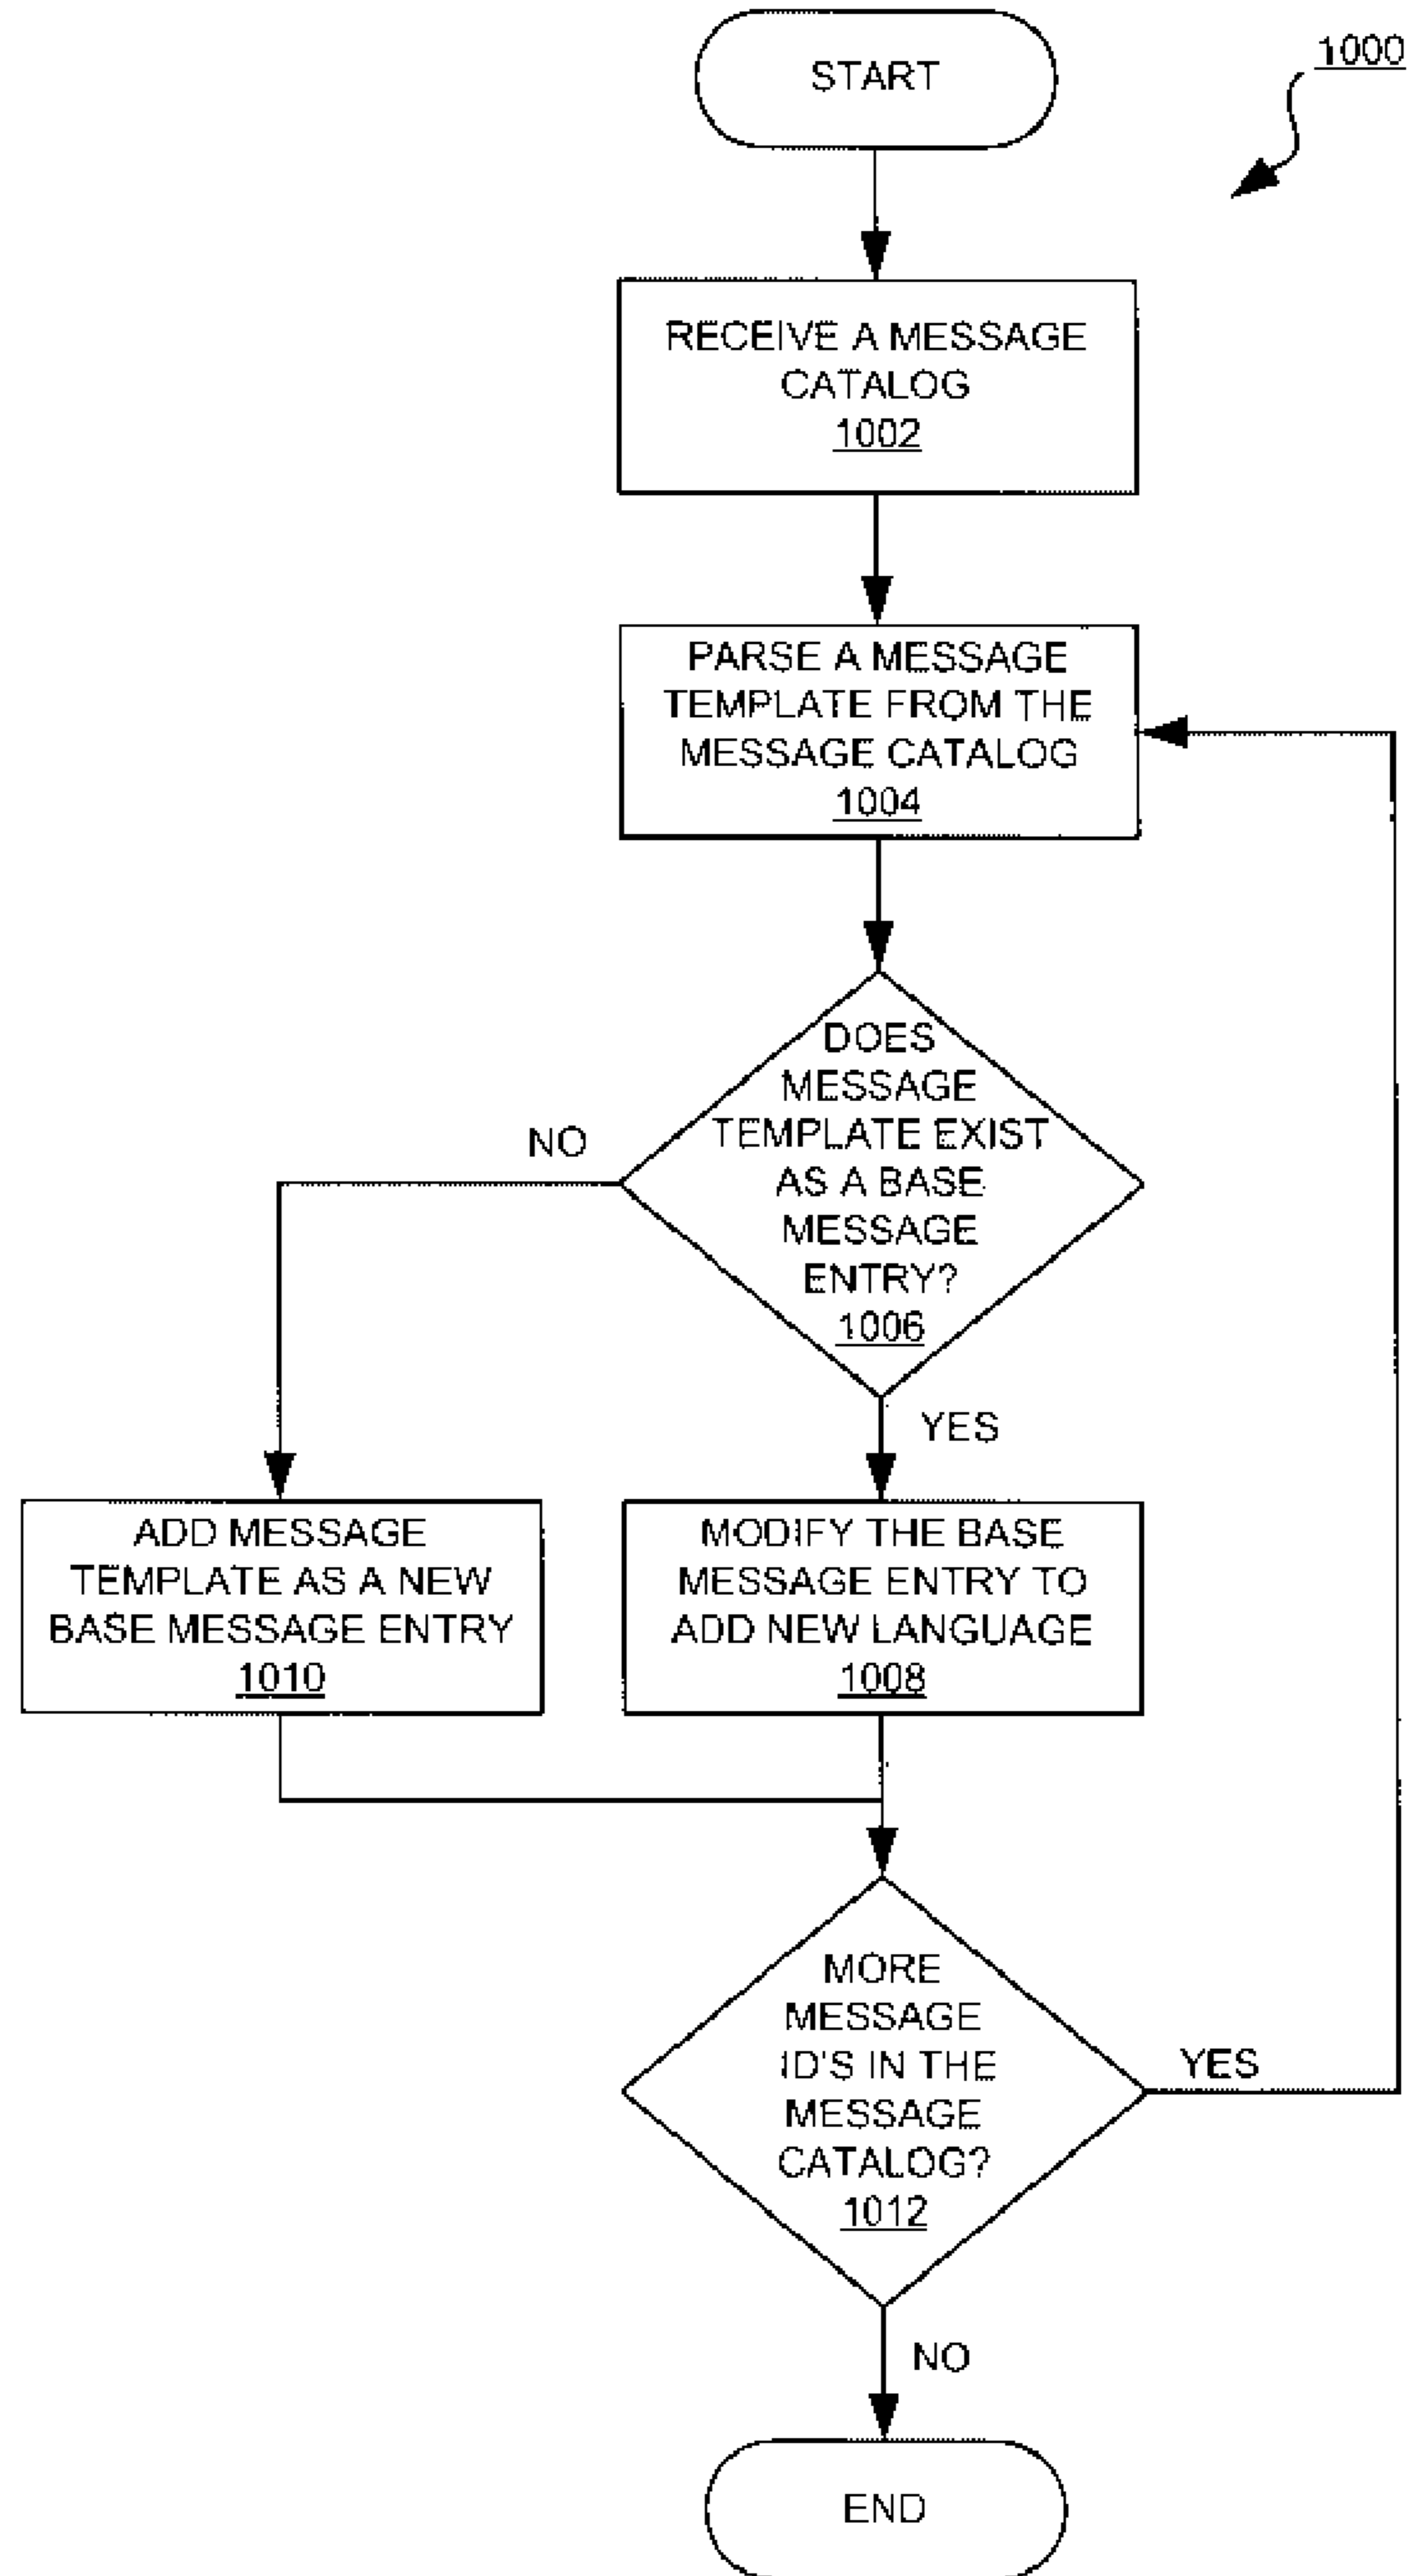 START
1000
RECEIVE A MESSAGE
CATALOG
1002
PARSE A MESSAGE
TEMPLATE FROM THE
MESSAGE CATALOG
1004
DOES
MESSAGE
TEMPLATE EXIST
AS A BASE
MESSAGE
ENTRY?
1006
NO
YES
ADD MESSAGE
TEMPLATE AS A NEW
BASE MESSAGE ENTRY
1010
MODIFY THE BASE
MESSAGE ENTRY TO
ADD NEW LANGUAGE
1008
MORE
MESSAGE
ID'S IN THE
MESSAGE
CATALOG?
1012
YES
NO
END